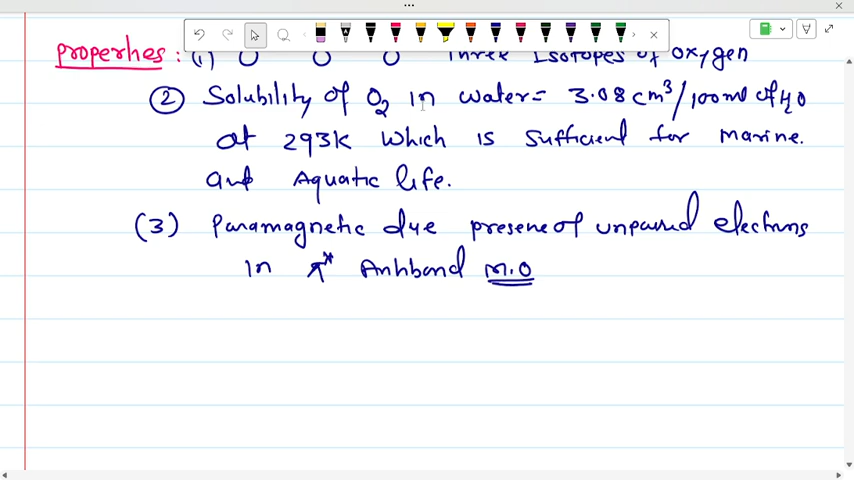 Properties : (1) O O O Three Isotopes of oxygen
② Solubility of O₂ in water = 3.08 cm³/100ml of H₂O
at 293K which is sufficient for marine.
and Aquatic life.
(3) Paramagnetic due presene of unpaired electrons
In π* Antibond M.O